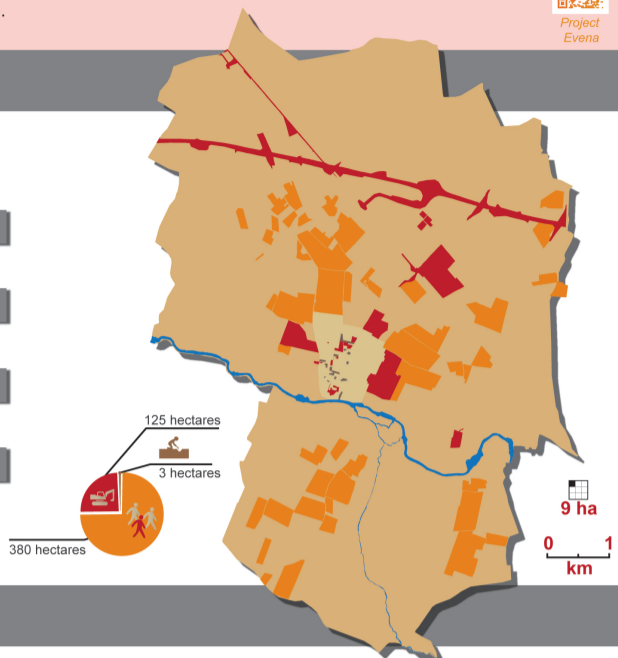 .
Project
Evena
125 hectares
3 hectares
380 hectares
9 ha
0 1
km